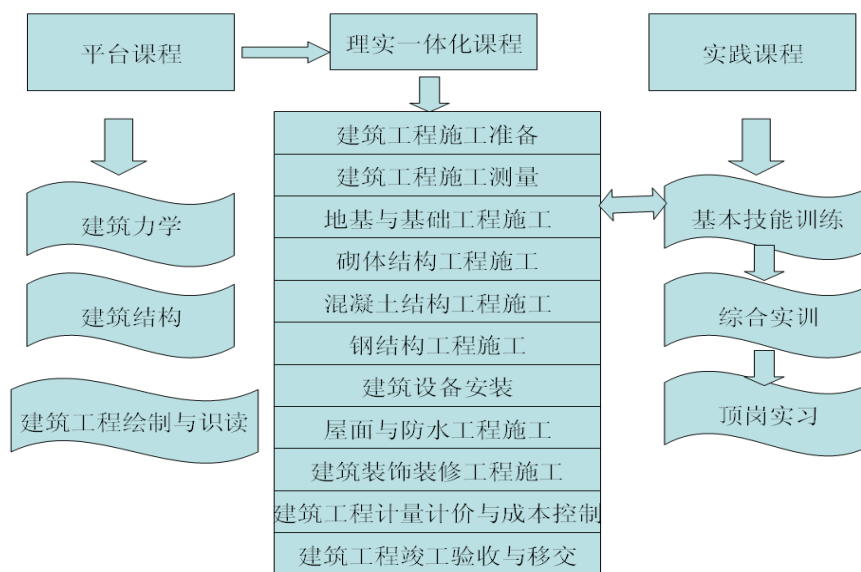 平台课程
理实一体化课程
实践课程
建筑力学
建筑结构
建筑工程绘制与识读
建筑工程施工准备
建筑工程施工测量
地基与基础工程施工
砌体结构工程施工
混凝土结构工程施工
钢结构工程施工
建筑设备安装
屋面与防水工程施工
建筑装饰装修工程施工
建筑工程计量计价与成本控制
建筑工程竣工验收与移交
基本技能训练
综合实训
顶岗实习